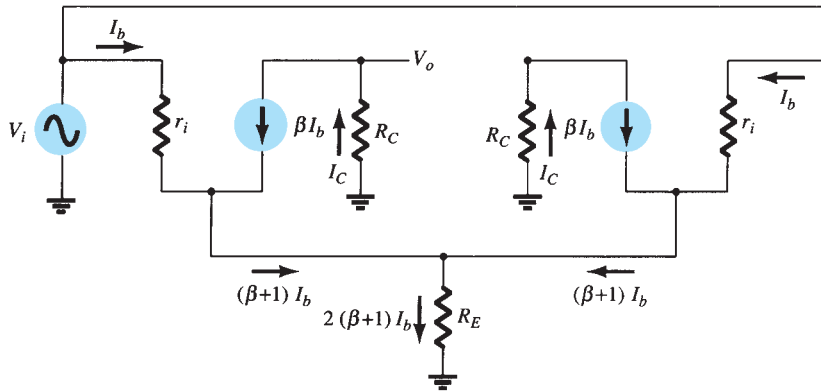 I_b
V_o
V_i
r_i
βI_b
R_C
I_C
R_C
I_C
βI_b
r_i
I_b
(β+1) I_b
(β+1) I_b
2 (β+1) I_b
R_E